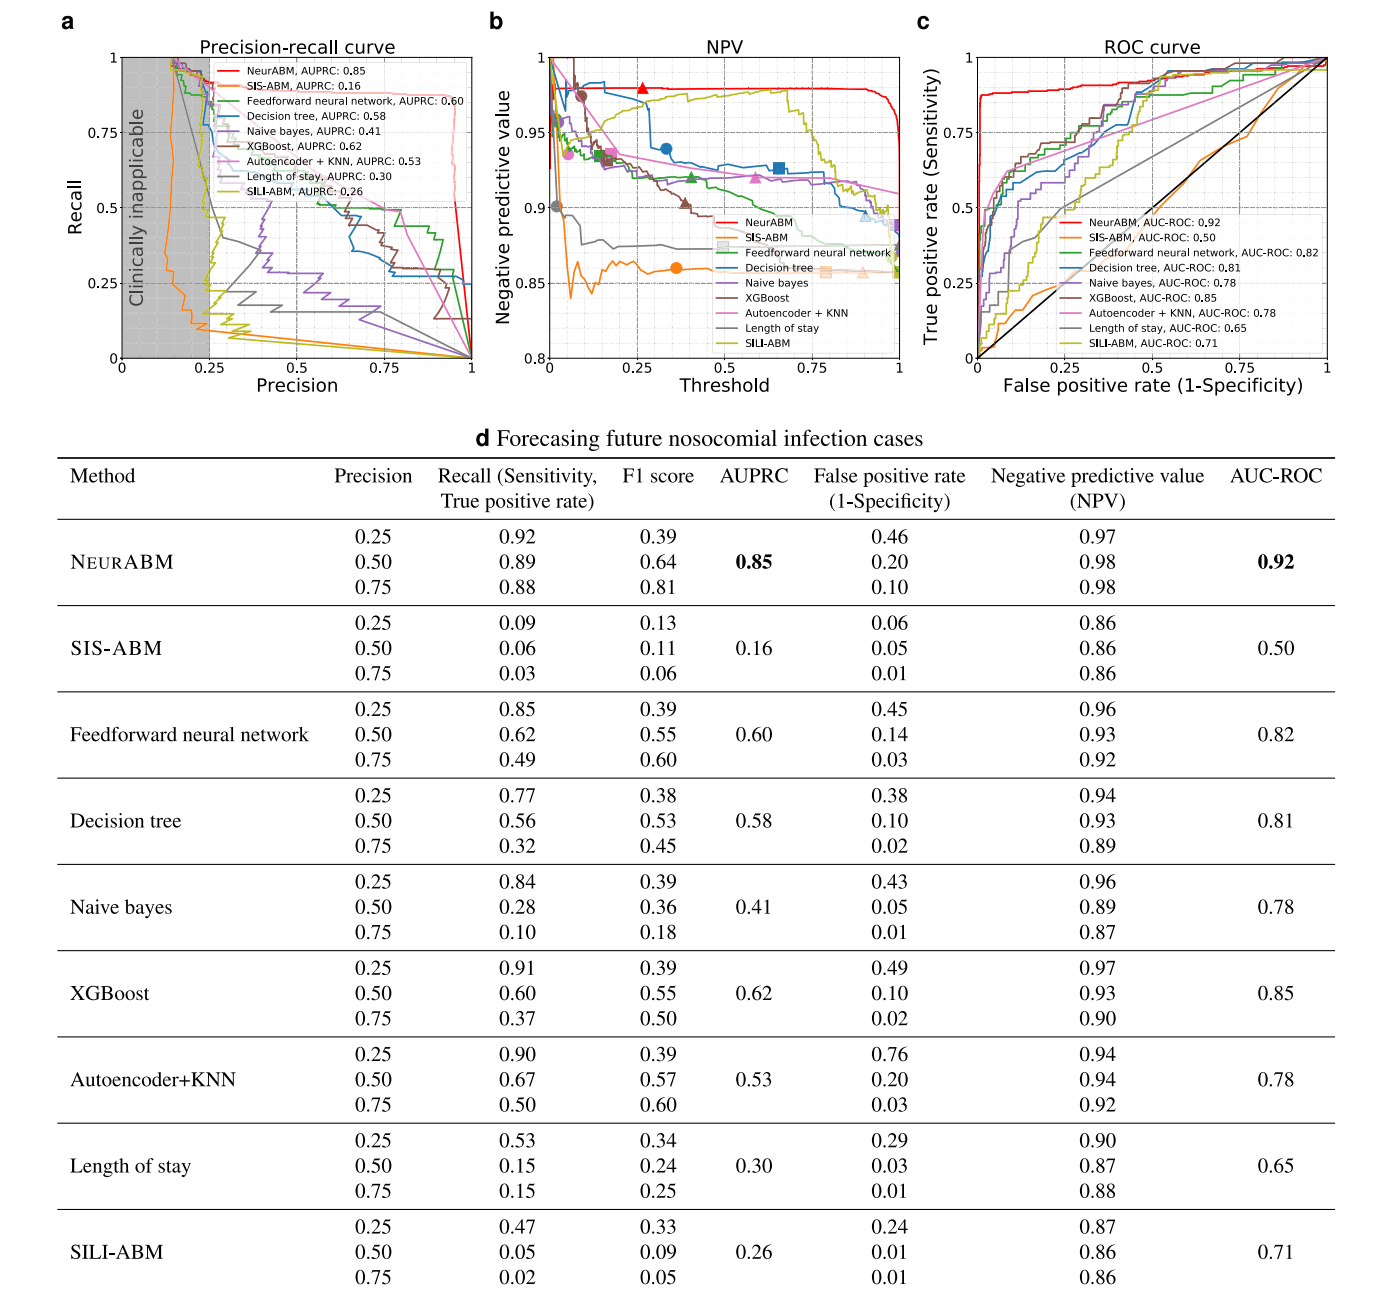 a
Precision-recall curve
1
0.75
0.5
0.25
0
Recall
Clinically inapplicable
NeurABM, AUPRC: 0.85
SIS-ABM, AUPRC: 0.16
Feedforward neural network, AUPRC: 0.60
Decision tree, AUPRC: 0.58
Naive bayes, AUPRC: 0.41
XGBoost, AUPRC: 0.62
Autoencoder + KNN, AUPRC: 0.53
Length of stay, AUPRC: 0.30
SILI-ABM, AUPRC: 0.26
0 0.25 0.5 0.75 1
Precision
b
NPV
1
0.95
0.9
0.85
0.8
Negative predictive value
NeurABM
SIS-ABM
Feedforward neural network
Decision tree
Naive bayes
XGBoost
Autoencoder + KNN
Length of stay
SILI-ABM
0 0.25 0.5 0.75 1
Threshold
c
ROC curve
1
0.75
0.5
0.25
0
True positive rate (Sensitivity)
NeurABM, AUC-ROC: 0.92
SIS-ABM, AUC-ROC: 0.50
Feedforward neural network, AUC-ROC: 0.82
Decision tree, AUC-ROC: 0.81
Naive bayes, AUC-ROC: 0.78
XGBoost, AUC-ROC: 0.85
Autoencoder + KNN, AUC-ROC: 0.78
Length of stay, AUC-ROC: 0.65
SILI-ABM, AUC-ROC: 0.71
0 0.25 0.5 0.75 1
False positive rate (1-Specificity)
d Forecasing future nosocomial infection cases
Method Precision Recall (Sensitivity, F1 score AUPRC False positive rate Negative predictive value AUC-ROC
True positive rate) (1-Specificity) (NPV)
0.25 0.92 0.39 0.46 0.97
NEURABM 0.50 0.89 0.64 0.85 0.20 0.98 0.92
0.75 0.88 0.81 0.10 0.98
0.25 0.09 0.13 0.06 0.86
SIS-ABM 0.50 0.06 0.11 0.16 0.05 0.86 0.50
0.75 0.03 0.06 0.01 0.86
0.25 0.85 0.39 0.45 0.96
Feedforward neural network 0.50 0.62 0.55 0.60 0.14 0.93 0.82
0.75 0.49 0.60 0.03 0.92
0.25 0.77 0.38 0.38 0.94
Decision tree 0.50 0.56 0.53 0.58 0.10 0.93 0.81
0.75 0.32 0.45 0.02 0.89
0.25 0.84 0.39 0.43 0.96
Naive bayes 0.50 0.28 0.36 0.41 0.05 0.89 0.78
0.75 0.10 0.18 0.01 0.87
0.25 0.91 0.39 0.49 0.97
XGBoost 0.50 0.60 0.55 0.62 0.10 0.93 0.85
0.75 0.37 0.50 0.02 0.90
0.25 0.90 0.39 0.76 0.94
Autoencoder+KNN 0.50 0.67 0.57 0.53 0.20 0.94 0.78
0.75 0.50 0.60 0.03 0.92
0.25 0.53 0.34 0.29 0.90
Length of stay 0.50 0.15 0.24 0.30 0.03 0.87 0.65
0.75 0.15 0.25 0.01 0.88
0.25 0.47 0.33 0.24 0.87
SILI-ABM 0.50 0.05 0.09 0.26 0.01 0.86 0.71
0.75 0.02 0.05 0.01 0.86